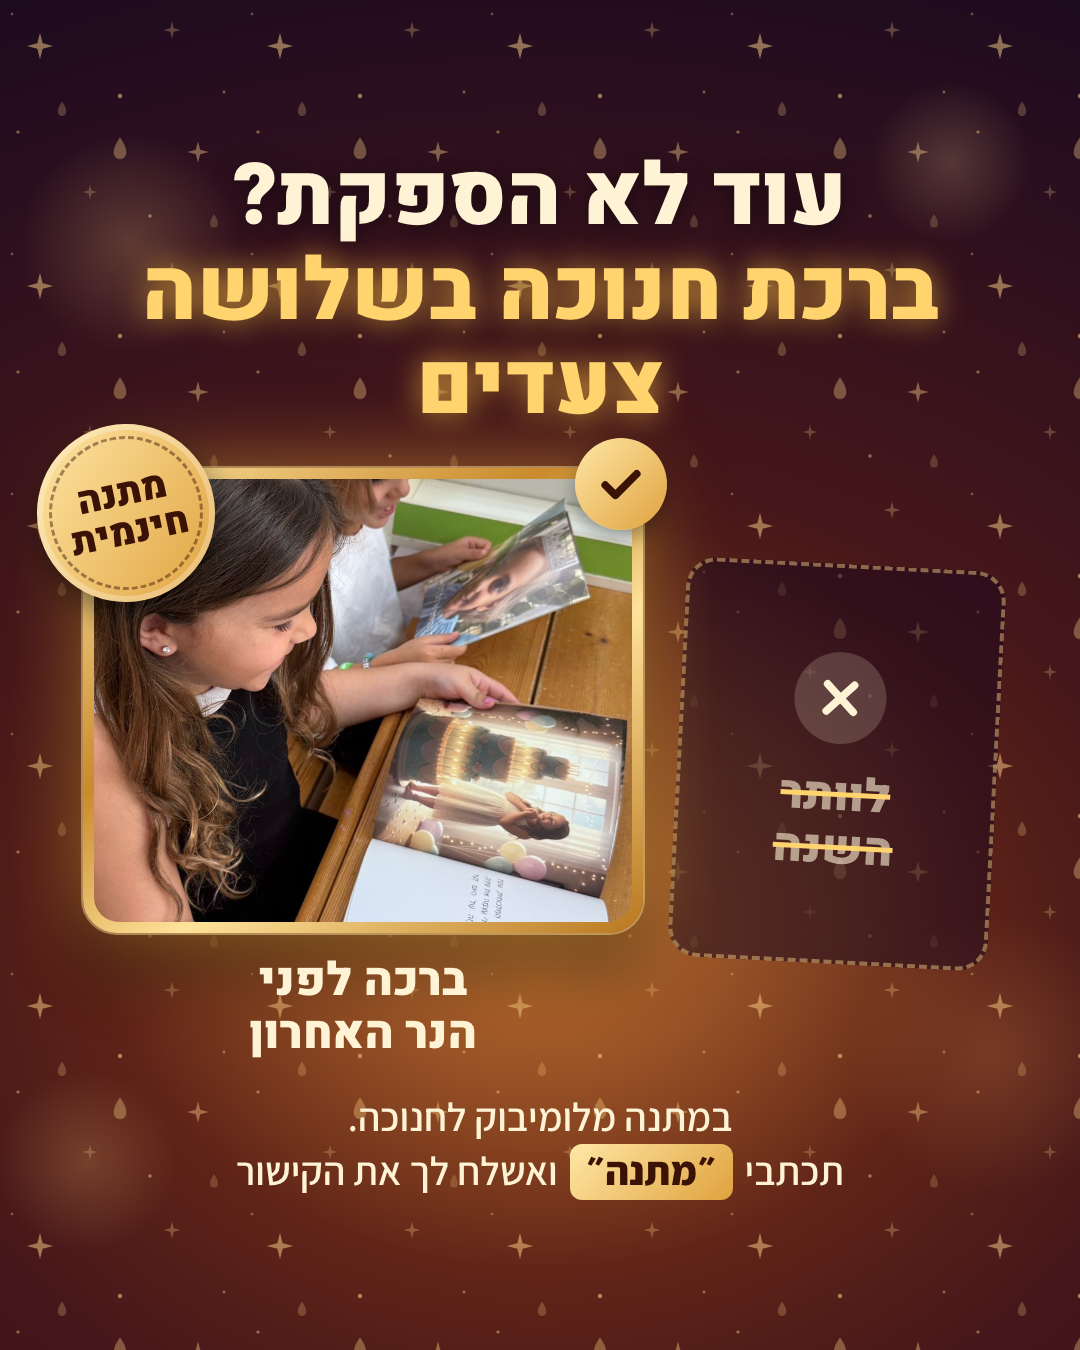 עוד לא הספקת?
ברכת חנוכה בשלושה
צעדים
מתנה
חינמית
לוותר
השנה
ברכה לפני
הנר האחרון
במתנה מלומיבוק לחנוכה.
תכתבי ״מתנה״ ואשלח לך את הקישור